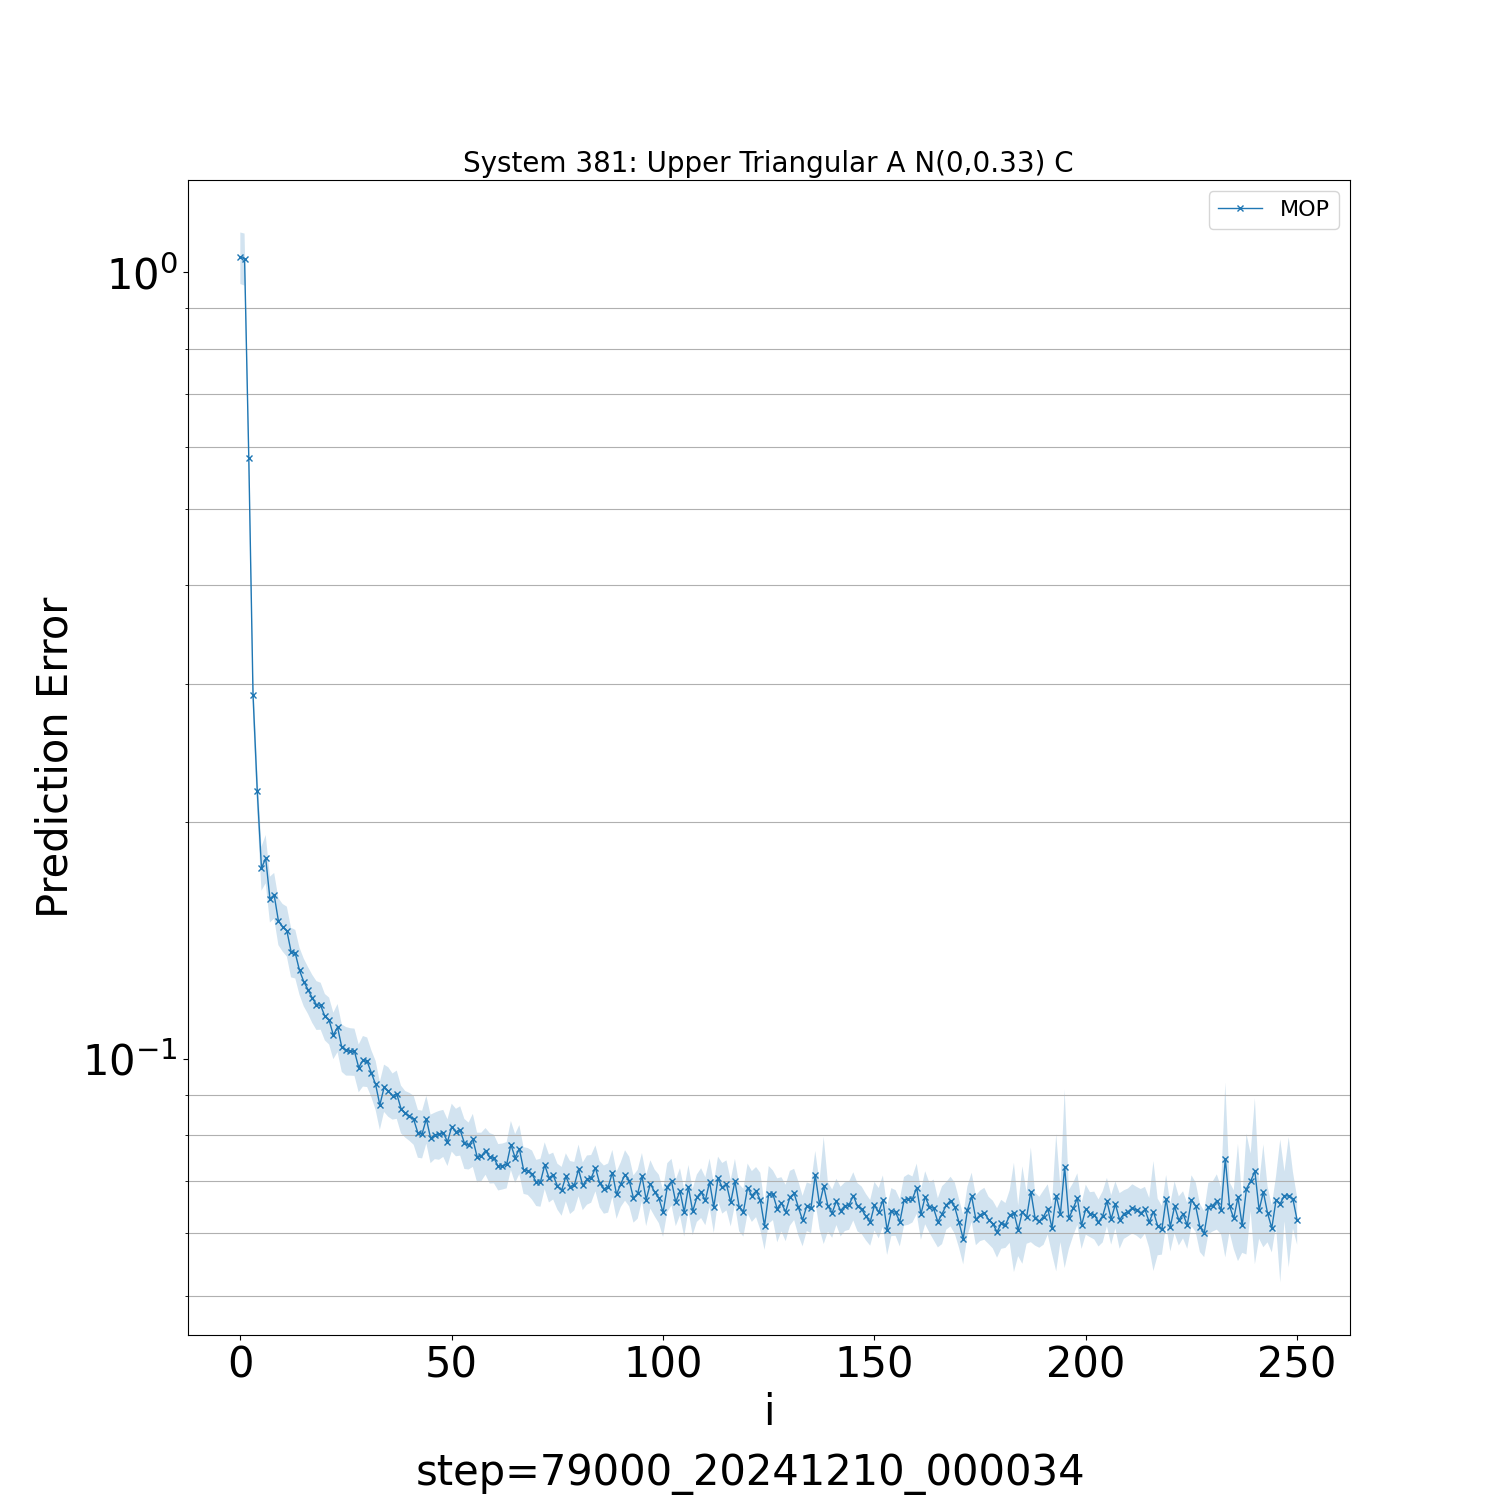 System 381: Upper Triangular A N(0,0.33) C
MOP
10⁰
10⁻¹
Prediction Error
0 50 100 150 200 250
i
step=79000_20241210_000034